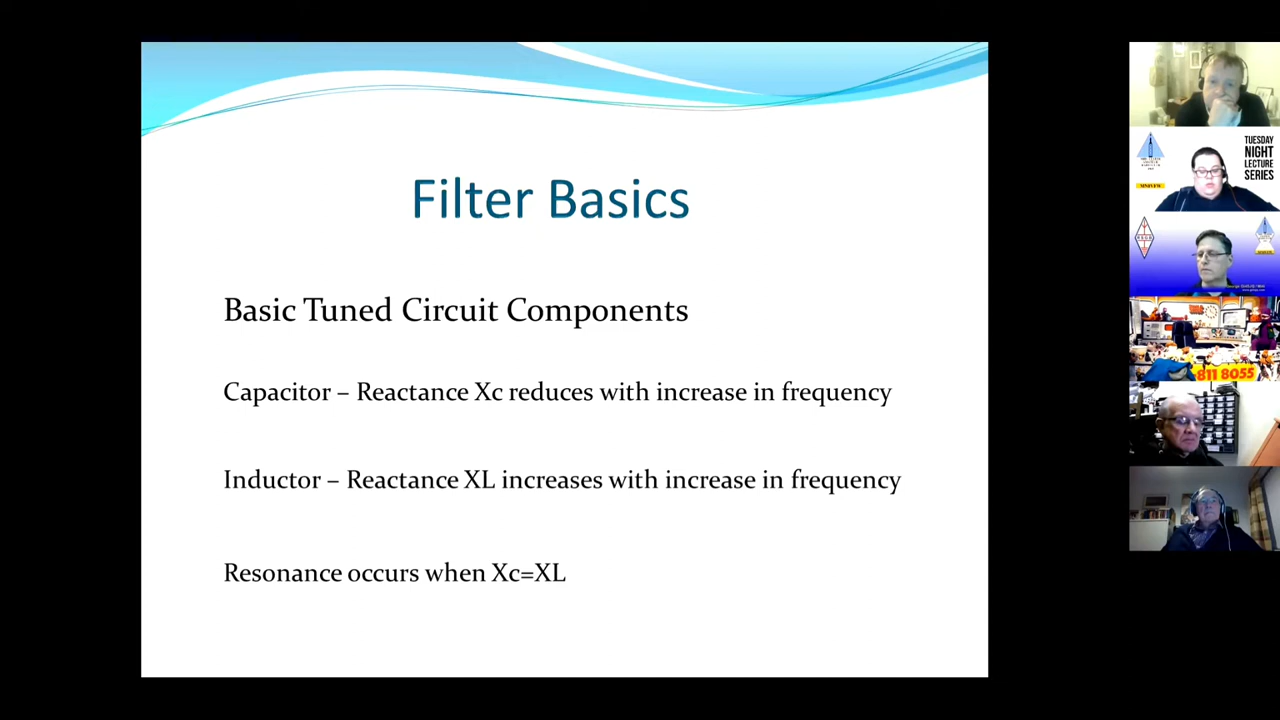 Filter Basics
Basic Tuned Circuit Components
Capacitor – Reactance Xc reduces with increase in frequency
Inductor – Reactance XL increases with increase in frequency
Resonance occurs when Xc=XL
TUESDAY
NIGHT
LECTURE
SERIES
811 8055